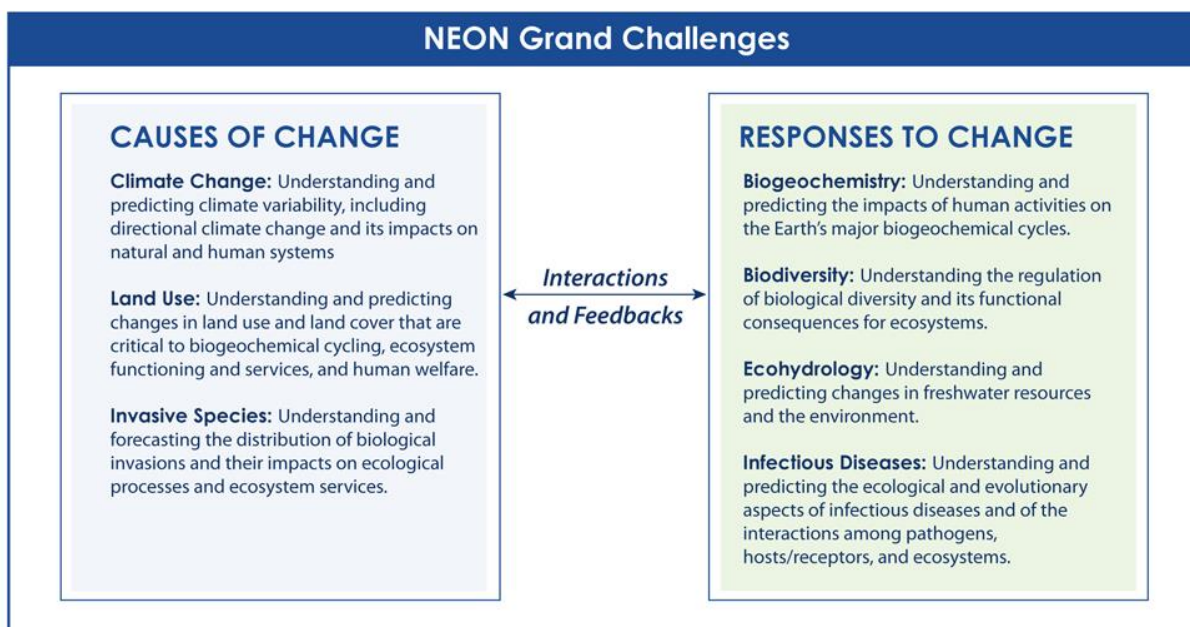 NEON Grand Challenges
CAUSES OF CHANGE
Climate Change: Understanding and
predicting climate variability, including
directional climate change and its impacts on
natural and human systems
Land Use: Understanding and predicting
changes in land use and land cover that are
critical to biogeochemical cycling, ecosystem
functioning and services, and human welfare.
Invasive Species: Understanding and
forecasting the distribution of biological
invasions and their impacts on ecological
processes and ecosystem services.
Interactions
and Feedbacks
RESPONSES TO CHANGE
Biogeochemistry: Understanding and
predicting the impacts of human activities on
the Earth's major biogeochemical cycles.
Biodiversity: Understanding the regulation
of biological diversity and its functional
consequences for ecosystems.
Ecohydrology: Understanding and
predicting changes in freshwater resources
and the environment.
Infectious Diseases: Understanding and
predicting the ecological and evolutionary
aspects of infectious diseases and of the
interactions among pathogens,
hosts/receptors, and ecosystems.